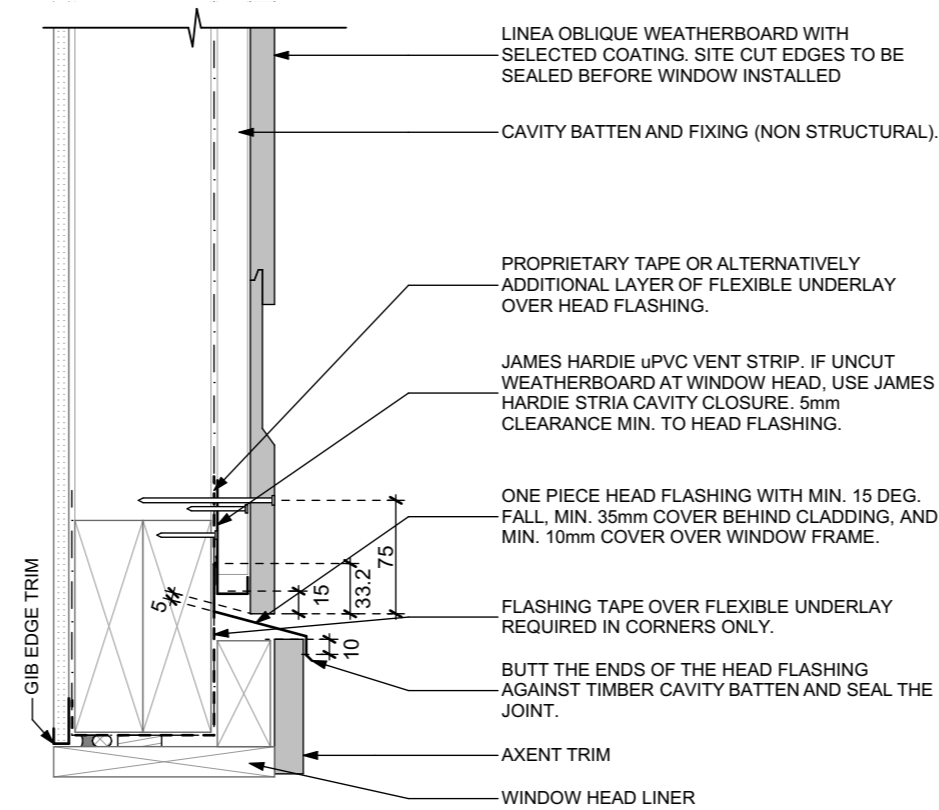 LINEA OBLIQUE WEATHERBOARD WITH
SELECTED COATING. SITE CUT EDGES TO BE
SEALED BEFORE WINDOW INSTALLED
CAVITY BATTEN AND FIXING (NON STRUCTURAL).
PROPRIETARY TAPE OR ALTERNATIVELY
ADDITIONAL LAYER OF FLEXIBLE UNDERLAY
OVER HEAD FLASHING.
JAMES HARDIE uPVC VENT STRIP. IF UNCUT
WEATHERBOARD AT WINDOW HEAD, USE JAMES
HARDIE STRIA CAVITY CLOSURE. 5mm
CLEARANCE MIN. TO HEAD FLASHING.
ONE PIECE HEAD FLASHING WITH MIN. 15 DEG.
FALL, MIN. 35mm COVER BEHIND CLADDING, AND
MIN. 10mm COVER OVER WINDOW FRAME.
FLASHING TAPE OVER FLEXIBLE UNDERLAY
REQUIRED IN CORNERS ONLY.
BUTT THE ENDS OF THE HEAD FLASHING
AGAINST TIMBER CAVITY BATTEN AND SEAL THE
JOINT.
AXENT TRIM
WINDOW HEAD LINER
GIB EDGE TRIM
5
15
33.2
75
10